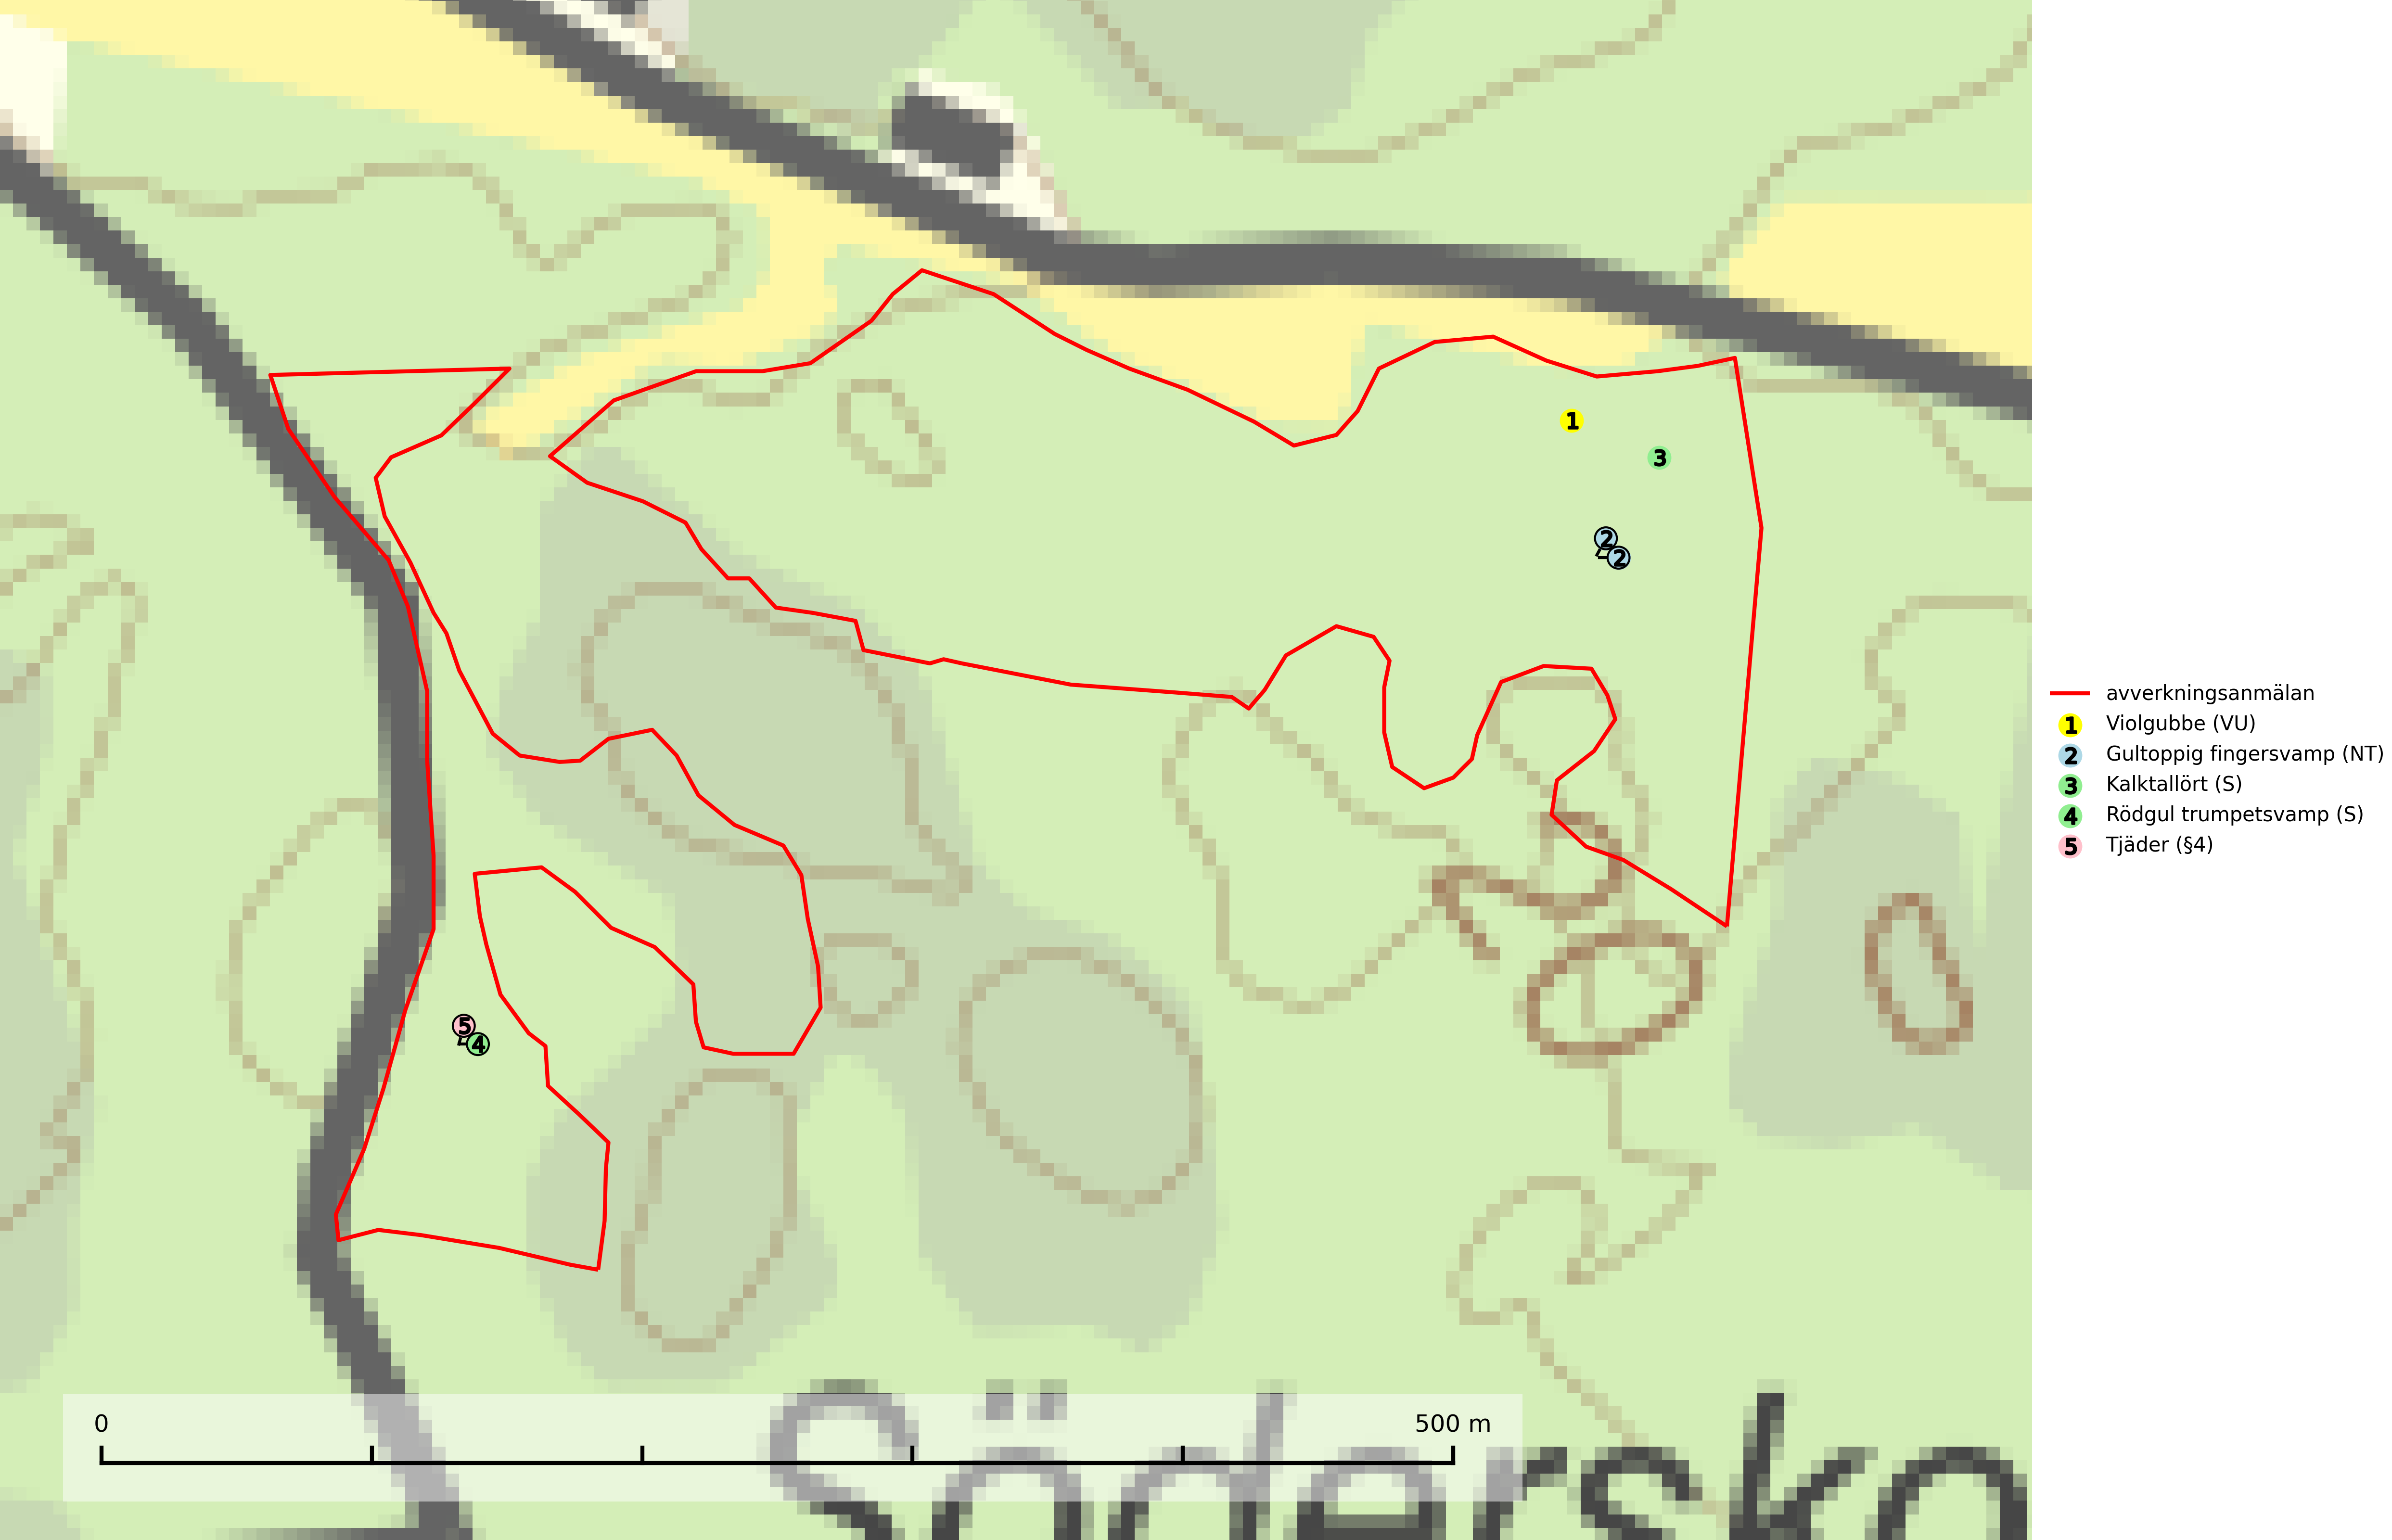 1
3
2
2
5
4
avverkningsanmälan
1 Violgubbe (VU)
2 Gultoppig fingersvamp (NT)
3 Kalktallört (S)
4 Rödgul trumpetsvamp (S)
5 Tjäder (§4)
0 500 m